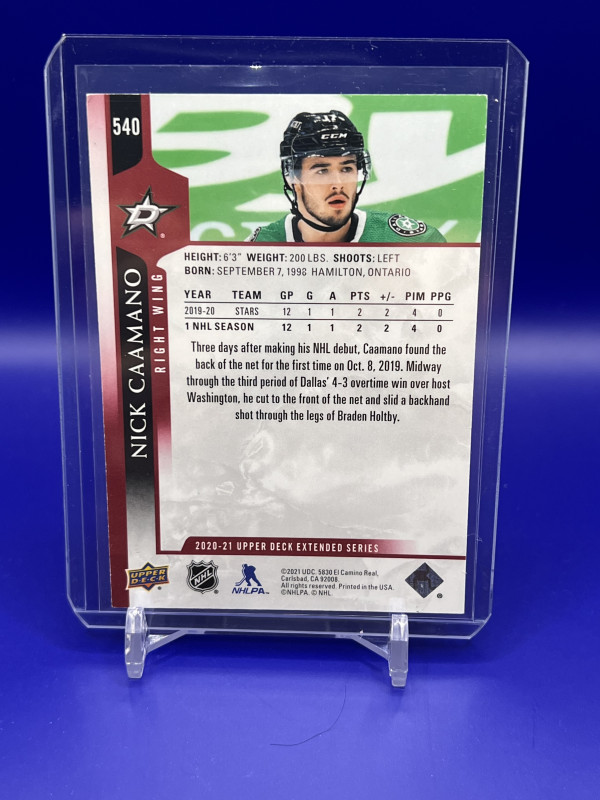 540
17
CCM
D
NICK CAAMANO
RIGHT WING
HEIGHT: 6'3" WEIGHT: 200 LBS. SHOOTS: LEFT
BORN: SEPTEMBER 7, 1998 HAMILTON, ONTARIO
YEAR TEAM GP G A PTS +/- PIM PPG
2019-20 STARS 12 1 1 2 2 4 0
1 NHL SEASON 12 1 1 2 2 4 0
Three days after making his NHL debut, Caamano found the
back of the net for the first time on Oct. 8, 2019. Midway
through the third period of Dallas' 4-3 overtime win over host
Washington, he cut to the front of the net and slid a backhand
shot through the legs of Braden Holtby.
2020-21 UPPER DECK EXTENDED SERIES
UPPER
DECK
NHL
NHLPA
©2021 UDC. 5830 El Camino Real,
Carlsbad, CA 92008.
All rights reserved. Printed in the USA.
©NHLPA. © NHL.